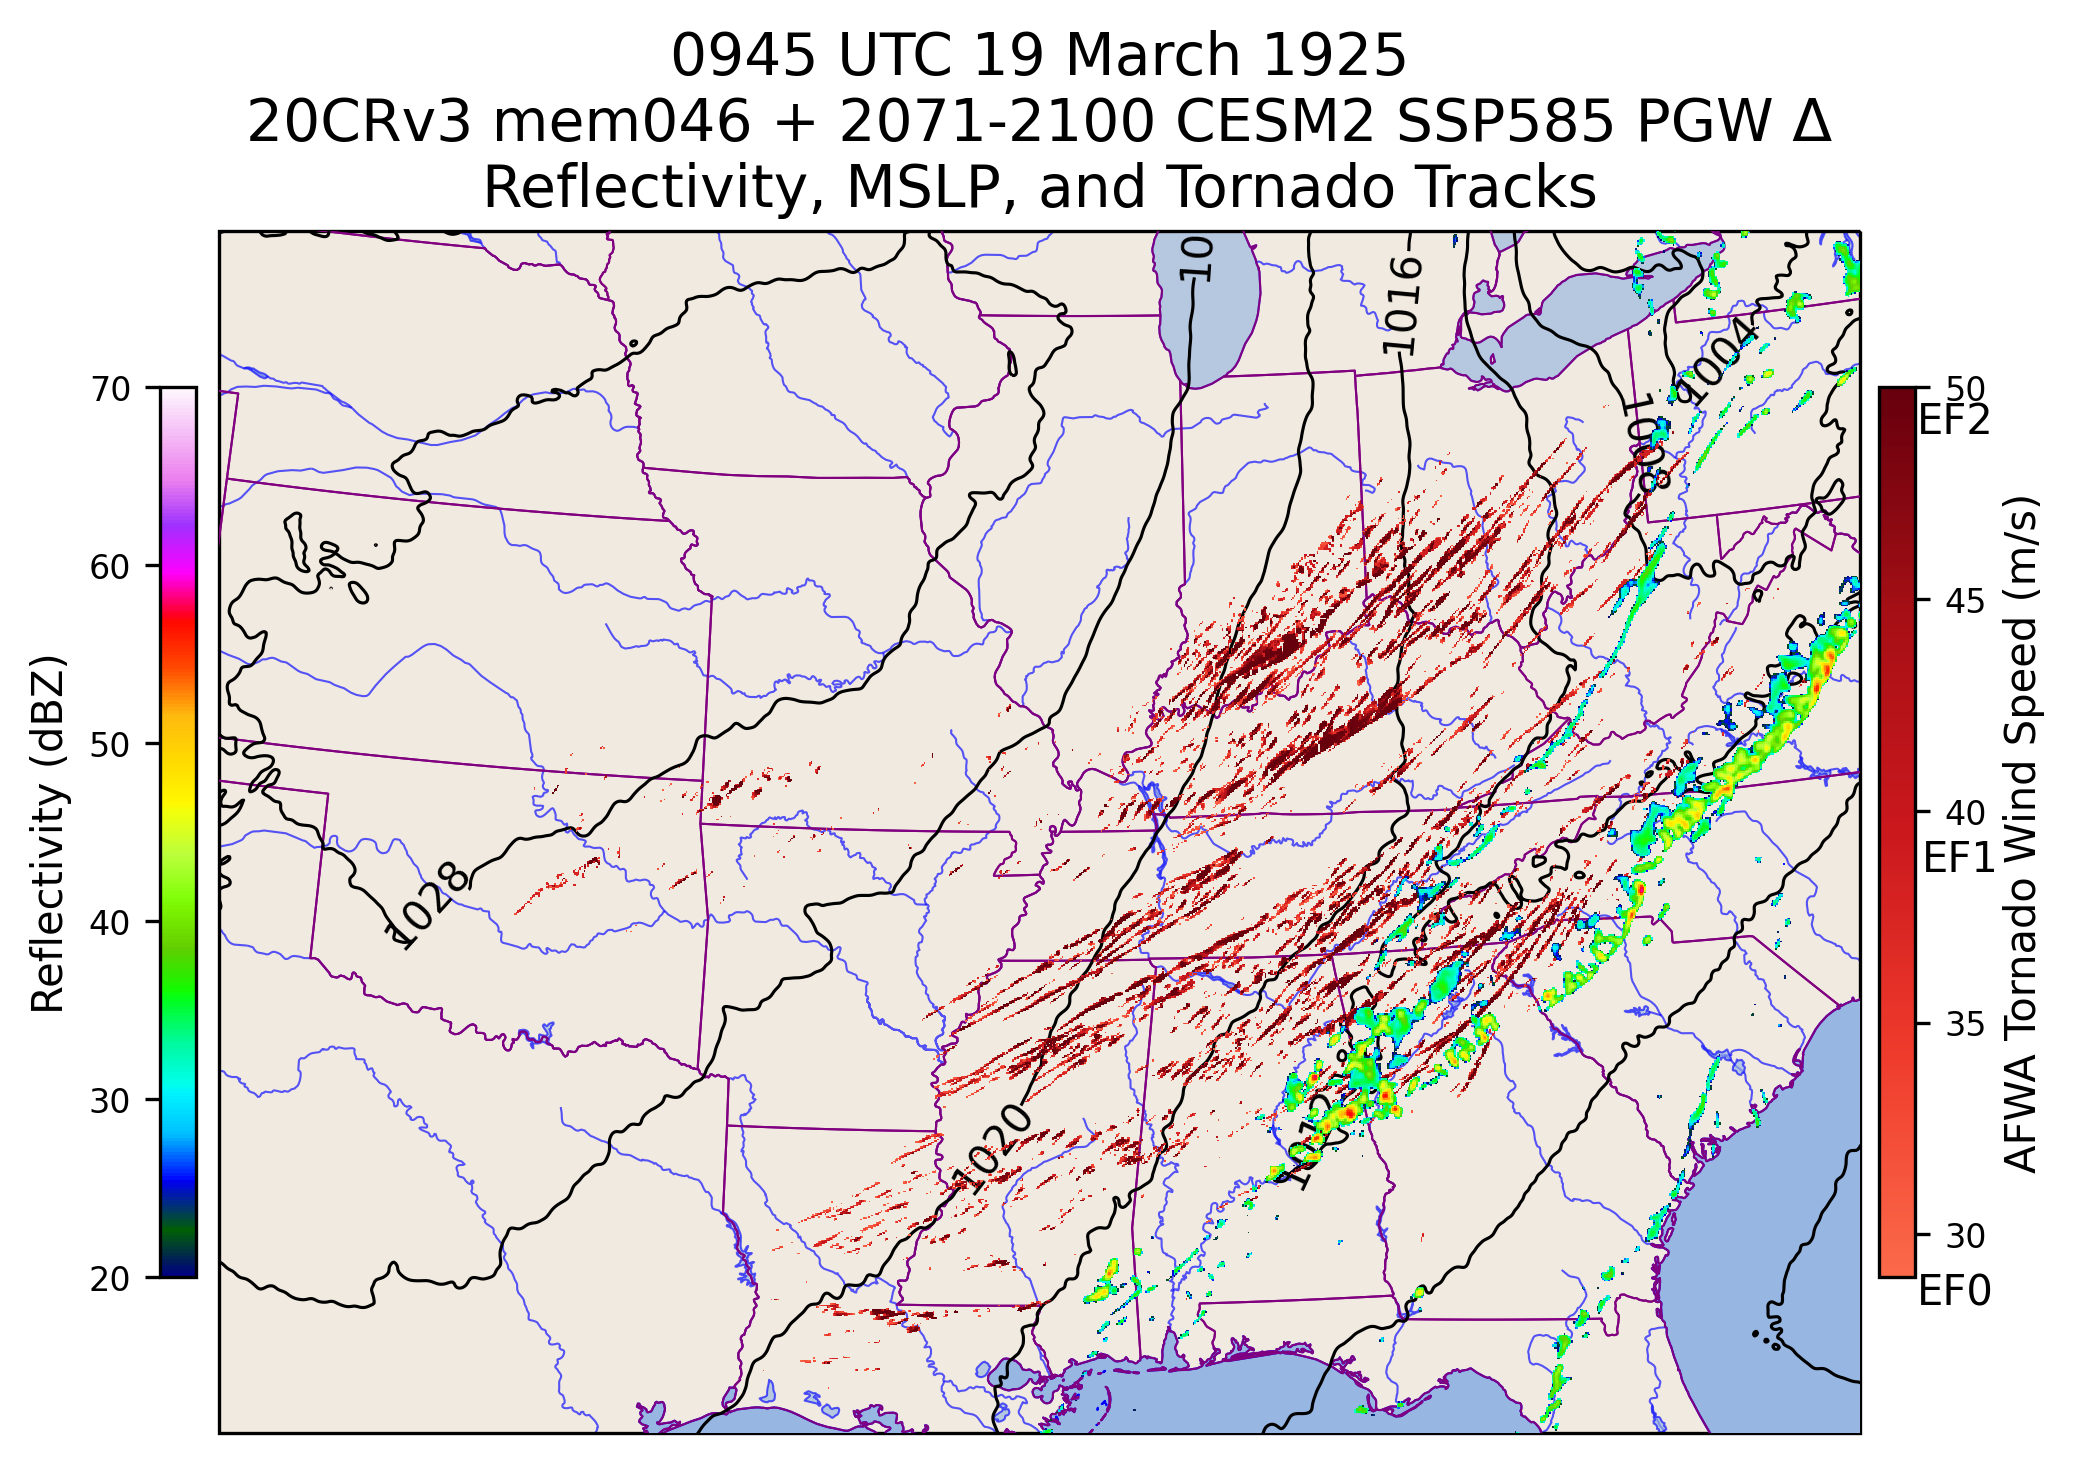 0945 UTC 19 March 1925
20CRv3 mem046 + 2071-2100 CESM2 SSP585 PGW Δ
Reflectivity, MSLP, and Tornado Tracks
10
1016
1004
1008
1028
1020
1012
70
60
50
40
30
20
Reflectivity (dBZ)
50
EF2
45
40
EF1
35
30
EF0
AFWA Tornado Wind Speed (m/s)